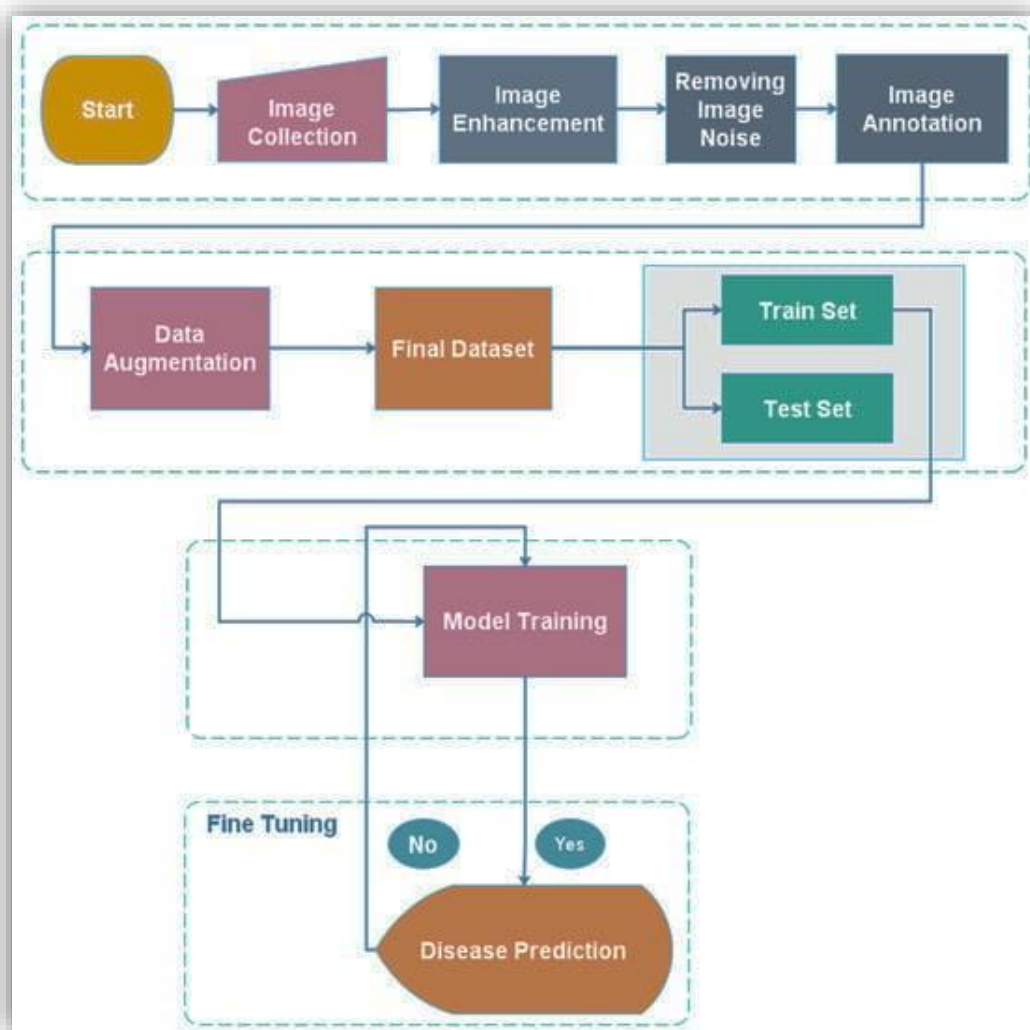 Start
Image
Collection
Image
Enhancement
Removing
Image
Noise
Image
Annotation
Data
Augmentation
Final Dataset
Train Set
Test Set
Model Training
Fine Tuning
No
Yes
Disease Prediction